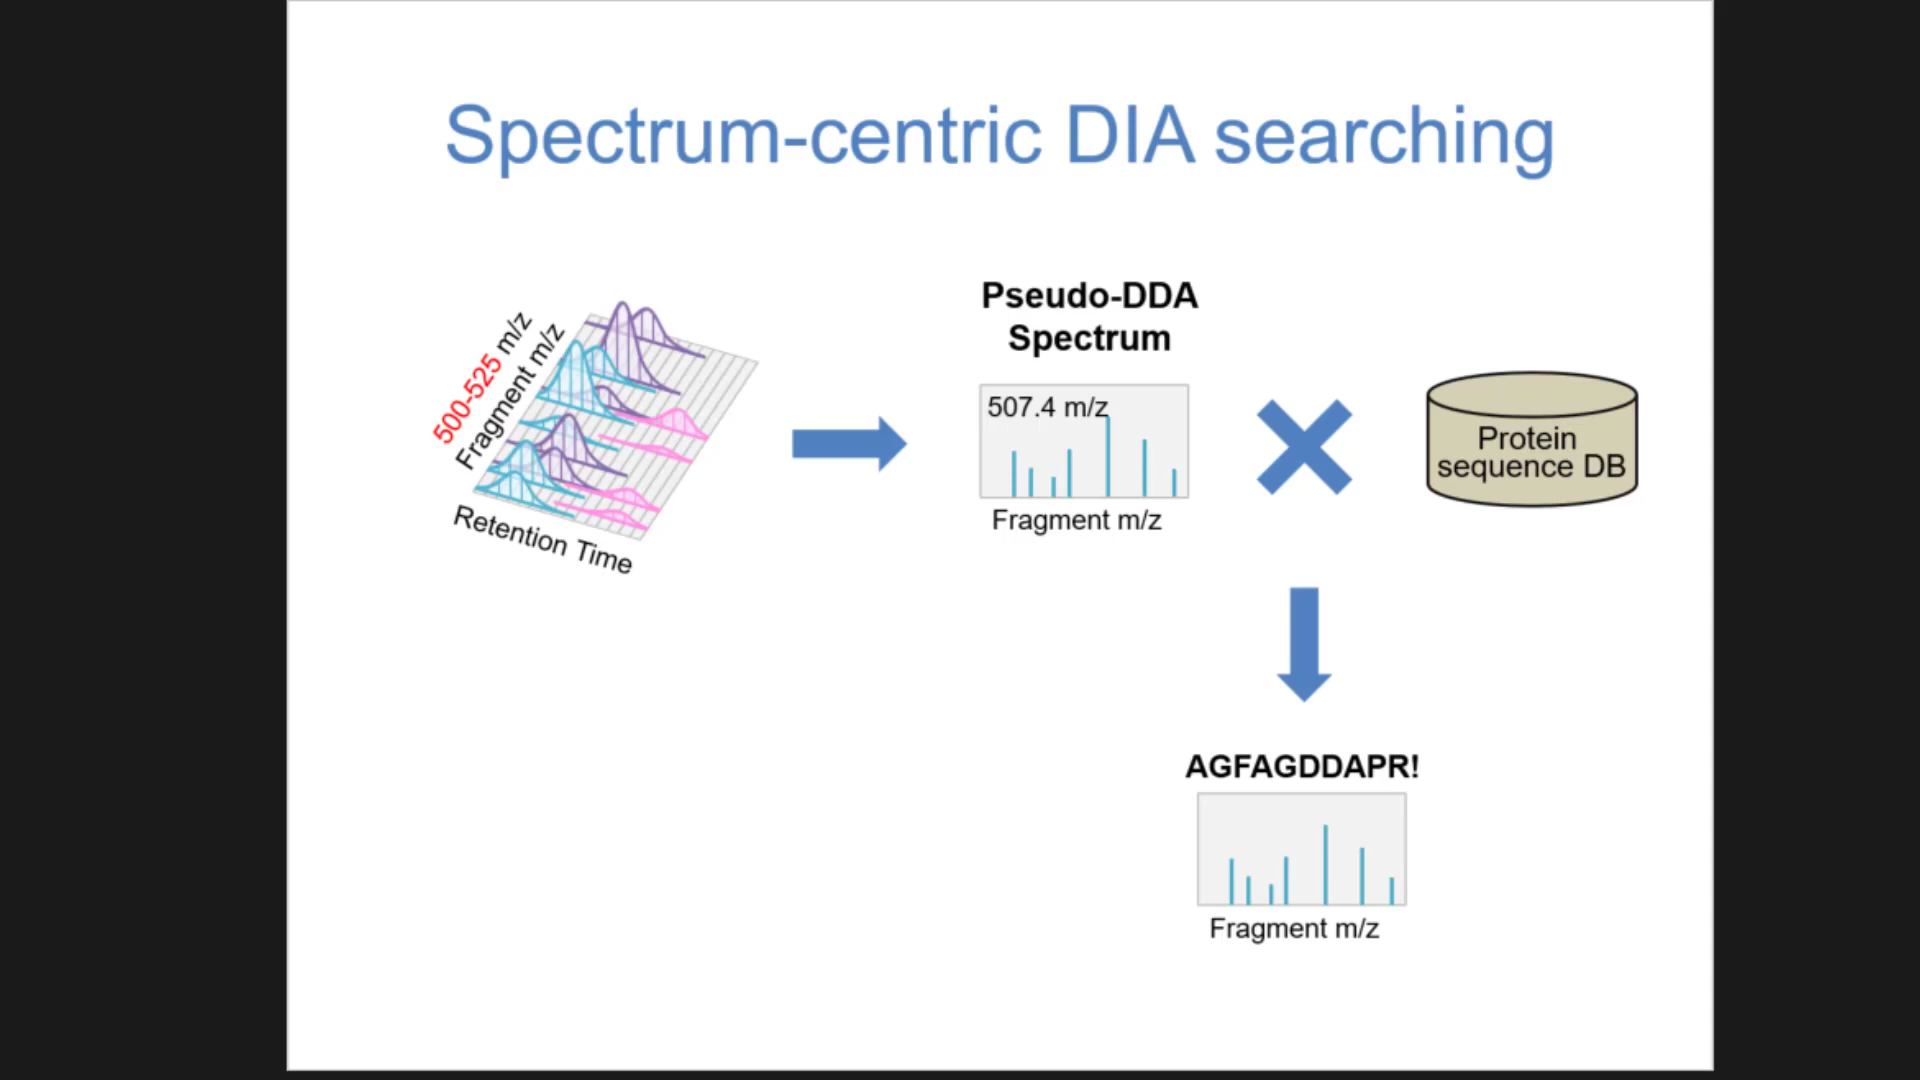 Spectrum-centric DIA searching
500-525 m/z
Fragment m/z
Retention Time
Pseudo-DDA
Spectrum
507.4 m/z
Fragment m/z
Protein
sequence DB
AGFAGDDAPR!
Fragment m/z